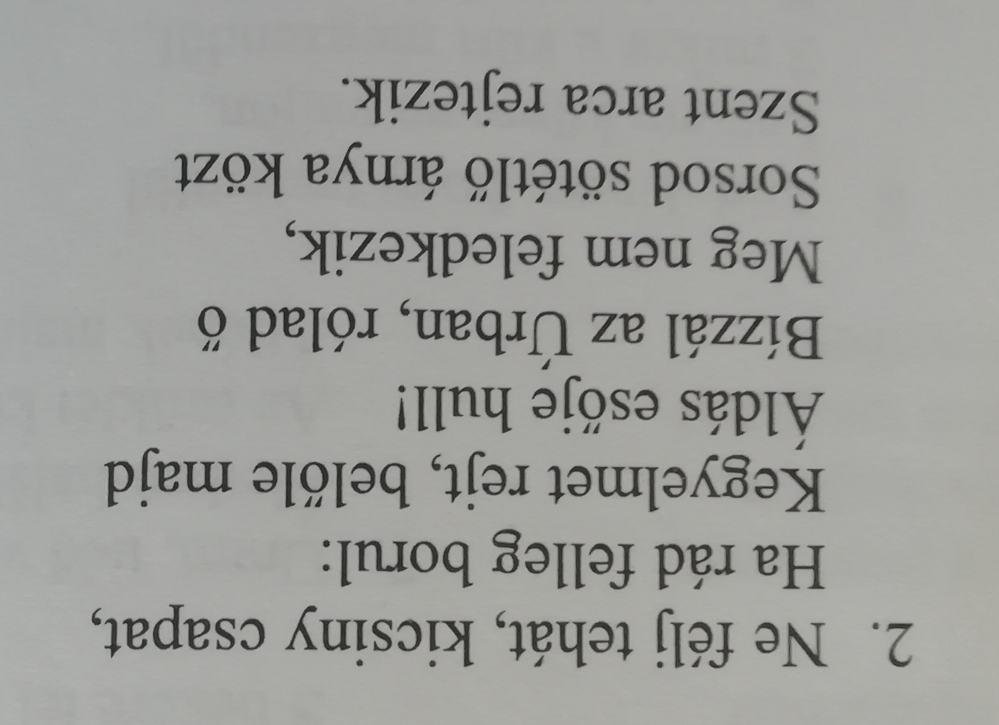 2. Ne félj tehát, kicsiny csapat,
Ha rád felleg borul:
Kegyelmet rejt, belőle majd
Áldás esője hull!
Bízzál az Úrban, rólad ő
Meg nem feledkezik,
Sorsod sötétlő árnya közt
Szent arca rejtezik.